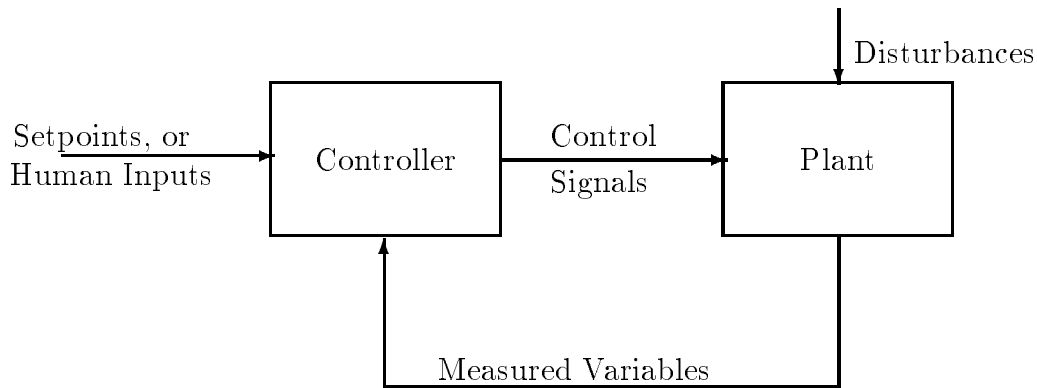 Disturbances
Setpoints, or
Human Inputs
Controller
Control
Signals
Plant
Measured Variables